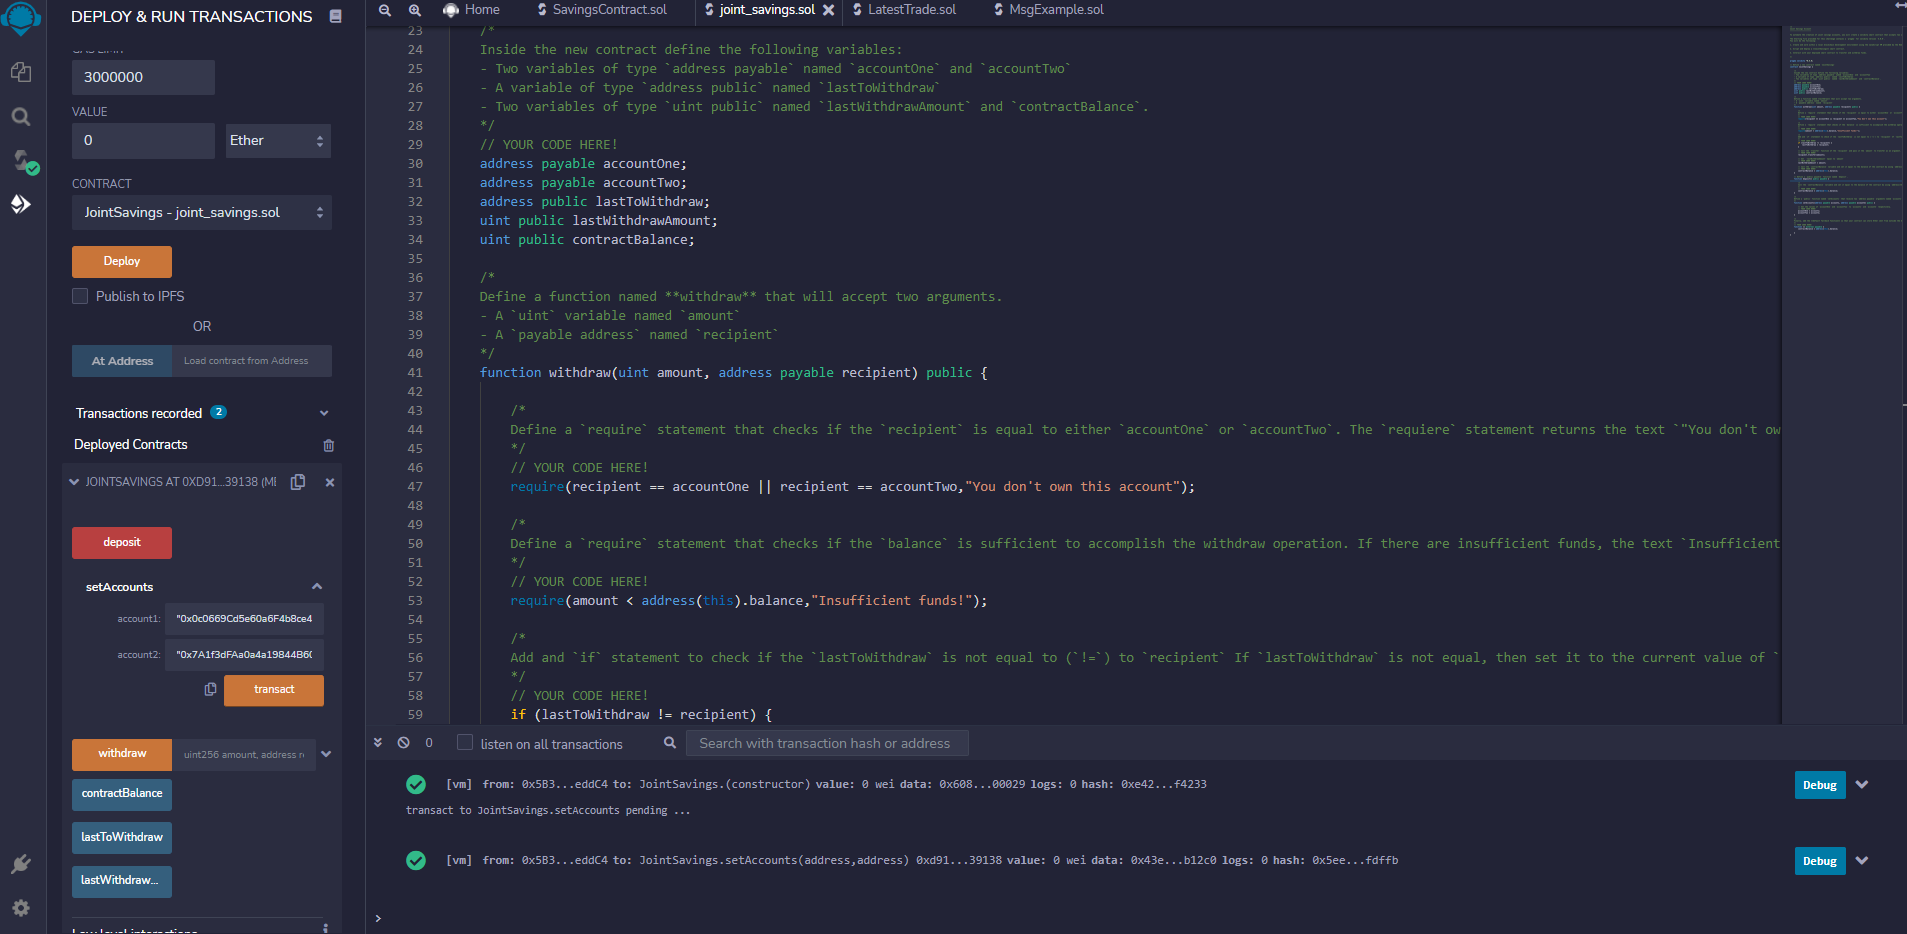 DEPLOY & RUN TRANSACTIONS
GAS LIMIT
3000000
VALUE
0
Ether
CONTRACT
JointSavings - joint_savings.sol
Deploy
Publish to IPFS
OR
At Address
Load contract from Address
Transactions recorded 2
Deployed Contracts
JOINTSAVINGS AT 0XD91...39138 (ME
deposit
setAccounts
account1: "0x0c0669Cd5e60a6F4b8ce4
account2: "0x7A1f3dFAa0a4a19844B60
transact
withdraw
uint256 amount, address re
contractBalance
lastToWithdraw
lastWithdraw...
Low level interactions
Home
SavingsContract.sol
joint_savings.sol
LatestTrade.sol
MsgExample.sol
23 /*
24 Inside the new contract define the following variables:
25 - Two variables of type `address payable` named `accountOne` and `accountTwo`
26 - A variable of type `address public` named `lastToWithdraw`
27 - Two variables of type `uint public` named `lastWithdrawAmount` and `contractBalance`.
28 */
29 // YOUR CODE HERE!
30 address payable accountOne;
31 address payable accountTwo;
32 address public lastToWithdraw;
33 uint public lastWithdrawAmount;
34 uint public contractBalance;
35
36 /*
37 Define a function named **withdraw** that will accept two arguments.
38 - A `uint` variable named `amount`
39 - A `payable address` named `recipient`
40 */
41 function withdraw(uint amount, address payable recipient) public {
42
43 /*
44 Define a `require` statement that checks if the `recipient` is equal to either `accountOne` or `accountTwo`. The `requiere` statement returns the text `"You don't ow
45 */
46 // YOUR CODE HERE!
47 require(recipient == accountOne || recipient == accountTwo,"You don't own this account");
48
49 /*
50 Define a `require` statement that checks if the `balance` is sufficient to accomplish the withdraw operation. If there are insufficient funds, the text `Insufficient
51 */
52 // YOUR CODE HERE!
53 require(amount < address(this).balance,"Insufficient funds!");
54
55 /*
56 Add and `if` statement to check if the `lastToWithdraw` is not equal to (`!=`) to `recipient` If `lastToWithdraw` is not equal, then set it to the current value of `
57 */
58 // YOUR CODE HERE!
59 if (lastToWithdraw != recipient) {
0
listen on all transactions
Search with transaction hash or address
[vm] from: 0x5B3...eddC4 to: JointSavings.(constructor) value: 0 wei data: 0x608...00029 logs: 0 hash: 0xe42...f4233
Debug
transact to JointSavings.setAccounts pending ...
[vm] from: 0x5B3...eddC4 to: JointSavings.setAccounts(address,address) 0xd91...39138 value: 0 wei data: 0x43e...b12c0 logs: 0 hash: 0x5ee...fdffb
Debug
>